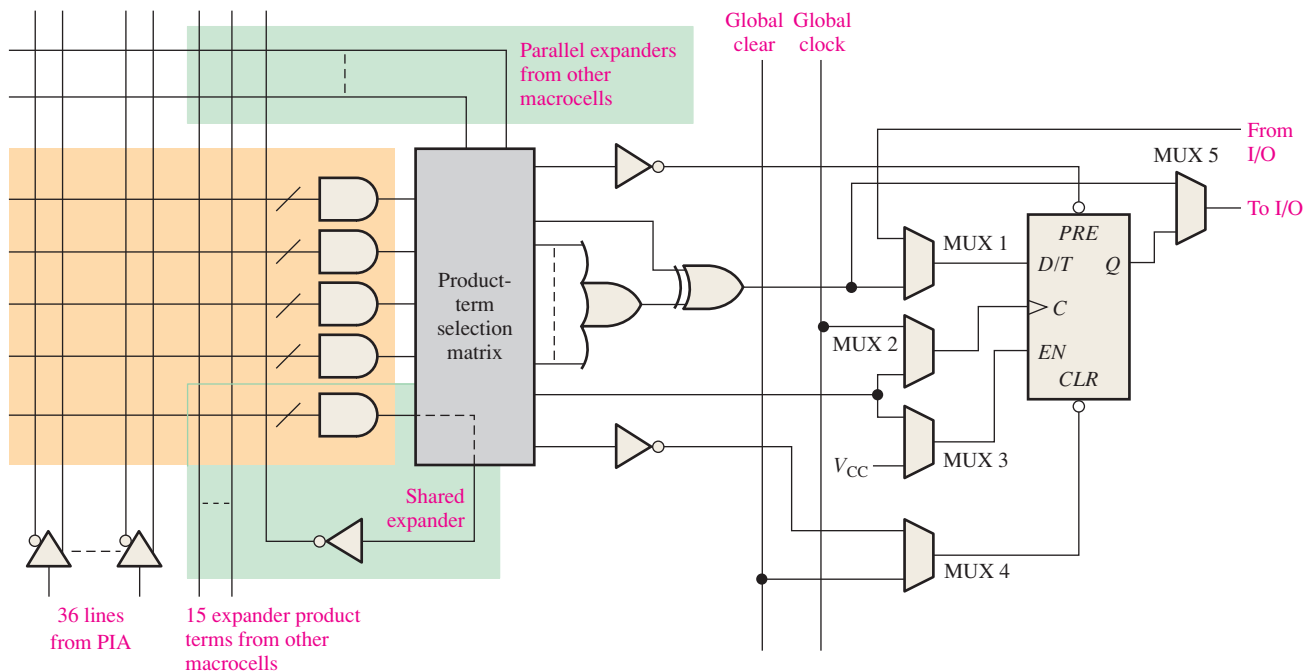 Global
clear
Global
clock
Parallel expanders
from other
macrocells
From
I/O
MUX 5
To I/O
PRE
MUX 1
D/T
Q
Product-
term
selection
matrix
C
MUX 2
EN
CLR
MUX 3
VCC
Shared
expander
MUX 4
36 lines
from PIA
15 expander product
terms from other
macrocells